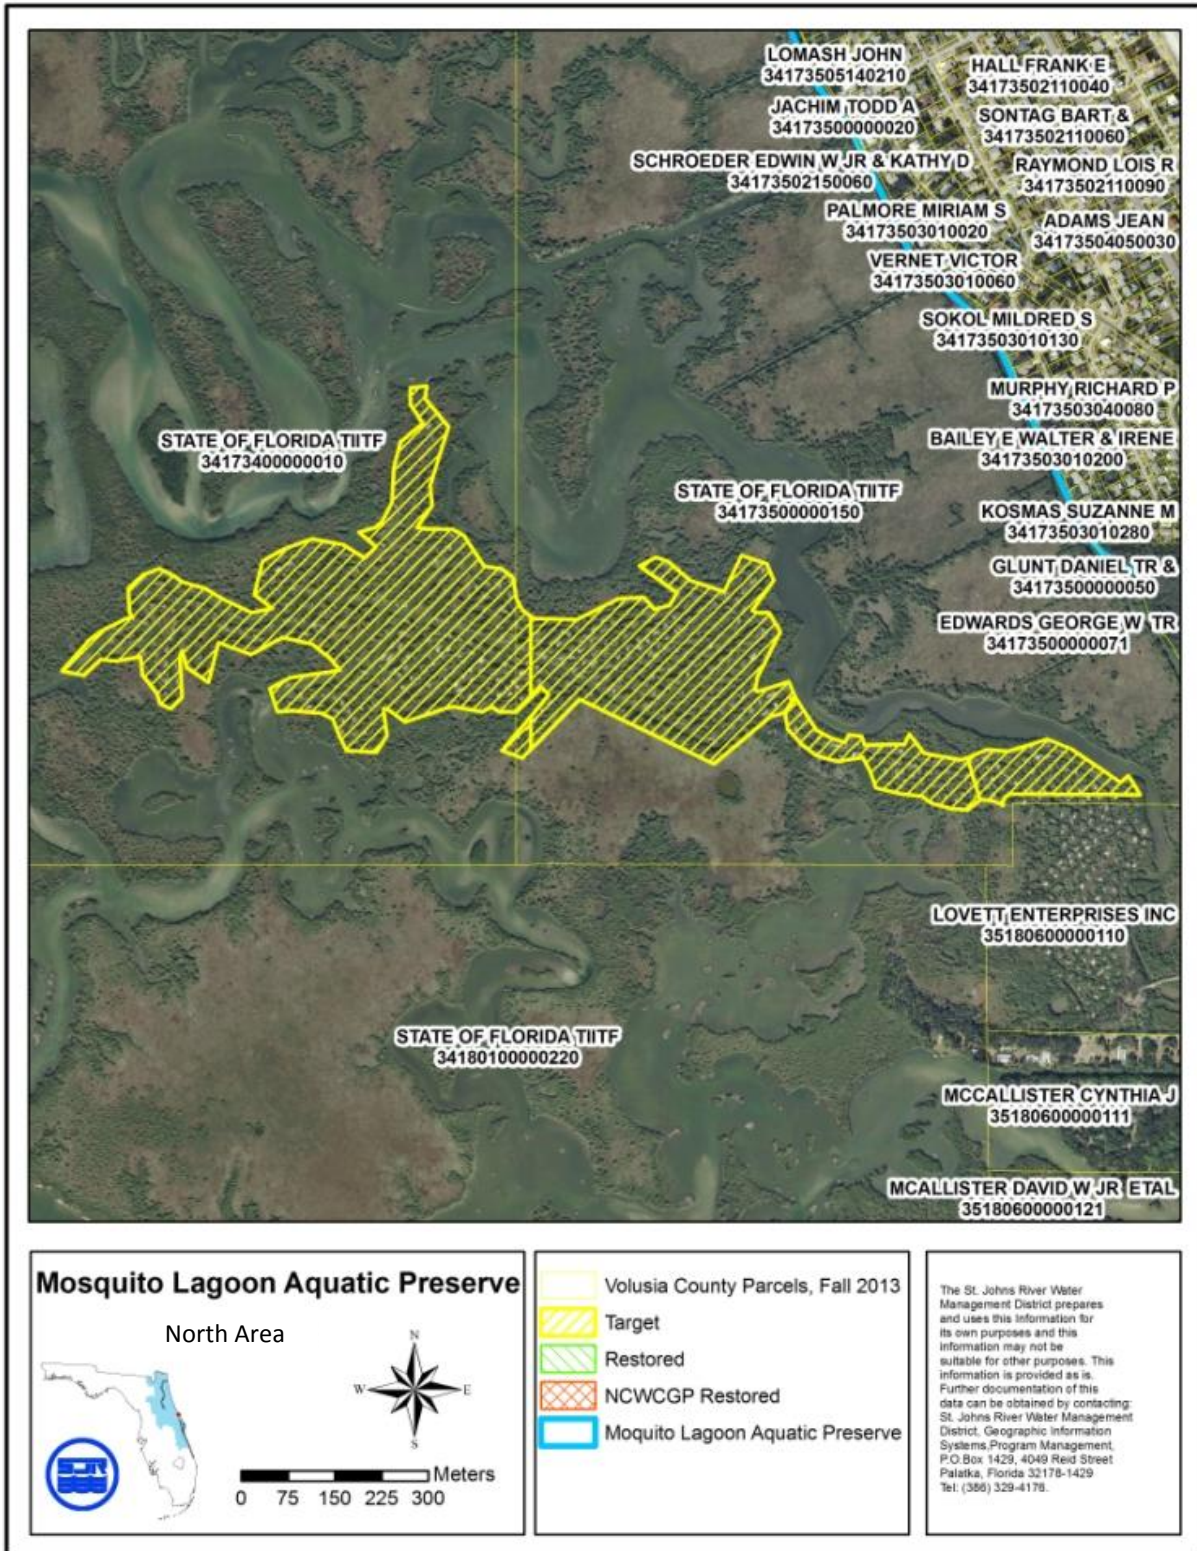 LOMASH JOHN
34173505140210
HALL FRANK E
34173502110040
JACHIM TODD A
34173500000020
SONTAG BART &
34173502110060
SCHROEDER EDWIN W JR & KATHY D
34173502150060
RAYMOND LOIS R
34173502110090
PALMORE MIRIAM S
34173503010020
ADAMS JEAN
34173504050030
VERNET VICTOR
34173503010060
SOKOL MILDRED S
34173503010130
MURPHY RICHARD P
34173503040080
BAILEY E WALTER & IRENE
34173503010200
STATE OF FLORIDA TIITF
34173400000010
STATE OF FLORIDA TIITF
34173500000150
KOSMAS SUZANNE M
34173503010280
GLUNT DANIEL TR &
34173500000050
EDWARDS GEORGE W TR
34173500000071
LOVETT ENTERPRISES INC
35180600000110
STATE OF FLORIDA TIITF
34180100000220
MCCALLISTER CYNTHIA J
35180600000111
MCALLISTER DAVID W JR ETAL
35180600000121
Mosquito Lagoon Aquatic Preserve
North Area
N
W E
S
Meters
0 75 150 225 300
Volusia County Parcels, Fall 2013
Target
Restored
NCWCGP Restored
Moquito Lagoon Aquatic Preserve
The St. Johns River Water
Management District prepares
and uses this information for
its own purposes and this
information may not be
suitable for other purposes. This
information is provided as is.
Further documentation of this
data can be obtained by contacting:
St. Johns River Water Management
District, Geographic Information
Systems,Program Management,
P.O.Box 1429, 4049 Reid Street
Palatka, Florida 32178-1429
Tel: (386) 329-4176.